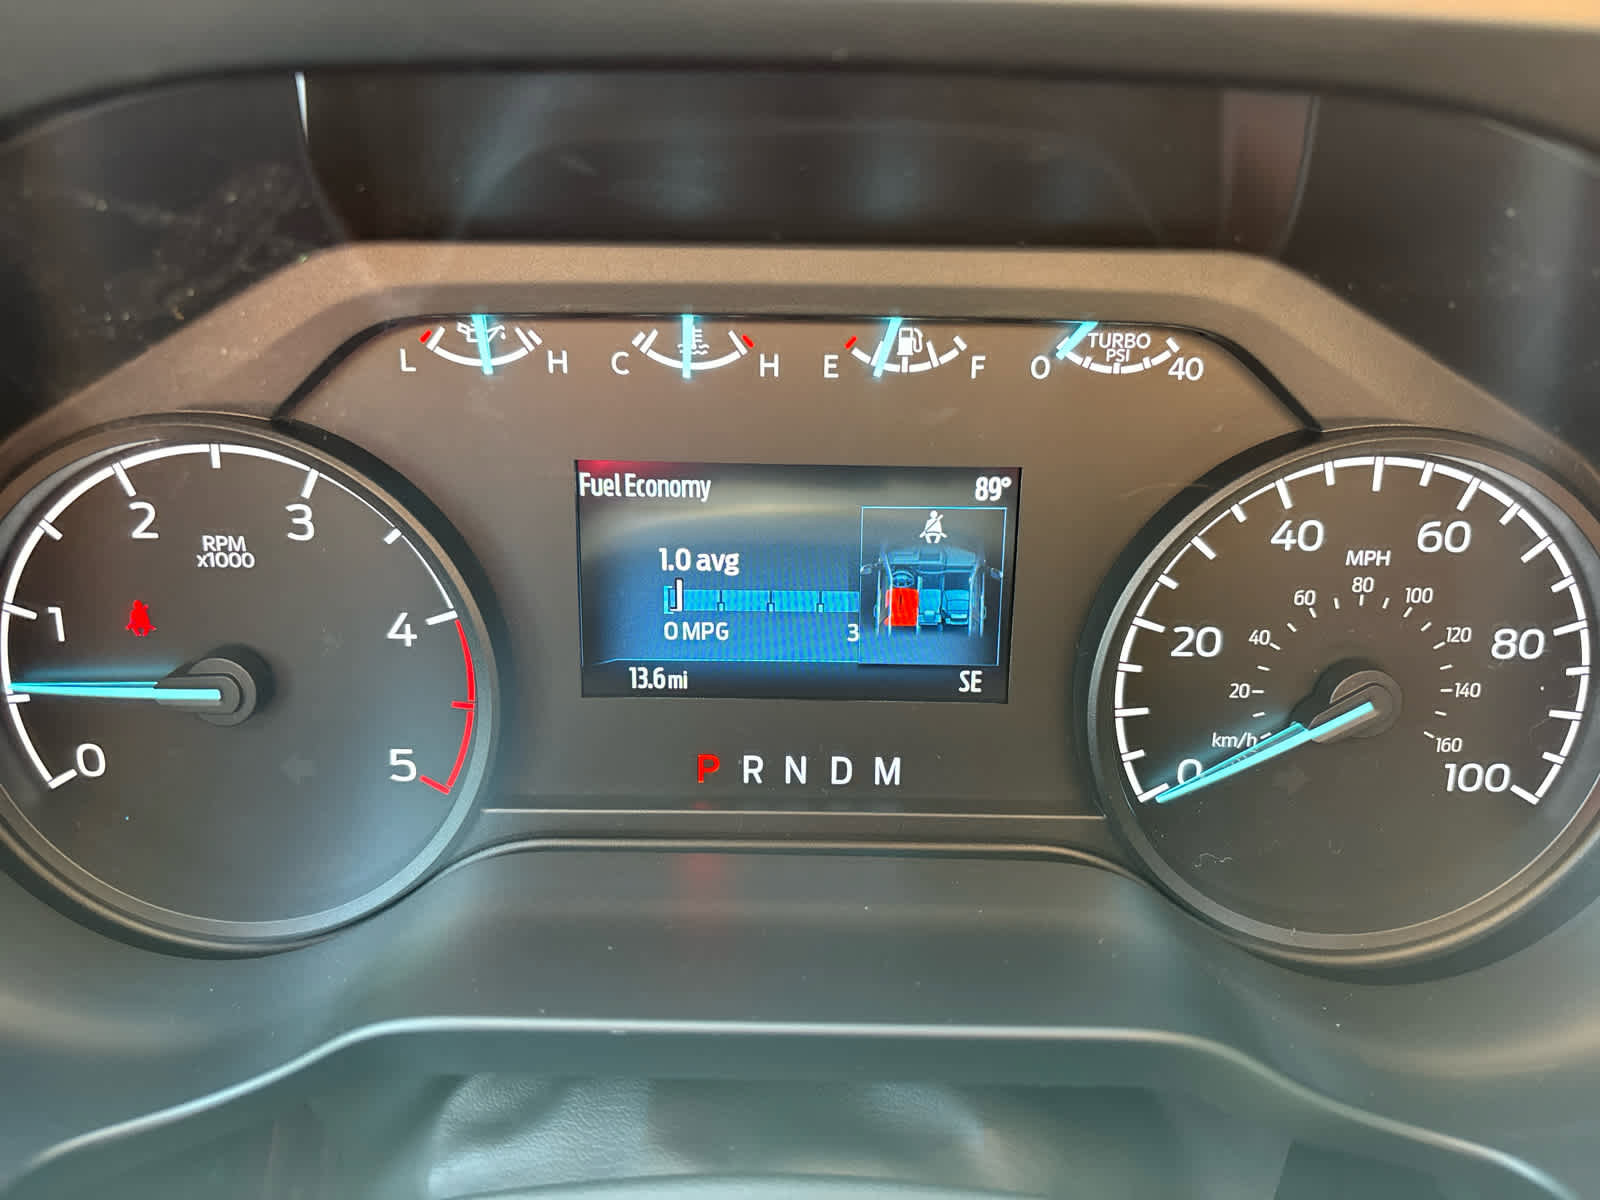 L H
C H
E F
0 TURBO PSI 40
0
1
2
3
4
5
RPM
x1000
Fuel Economy 89°
1.0 avg
0 MPG 3
13.6 mi SE
P R N D M
0
20
40
60
80
100
MPH
km/h
20
40
60
80
100
120
140
160